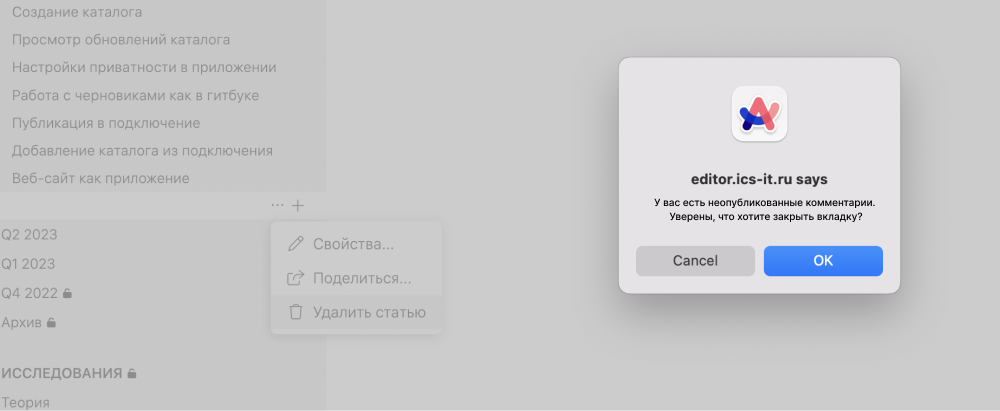 Создание каталога
Просмотр обновлений каталога
Настройки приватности в приложении
Работа с черновиками как в гитбуке
Публикация в подключение
Добавление каталога из подключения
Веб-сайт как приложение
Q2 2023
Q1 2023
Q4 2022
Архив
ИССЛЕДОВАНИЯ
Теория
Свойства...
Поделиться...
Удалить статью
editor.ics-it.ru says
У вас есть неопубликованные комментарии.
Уверены, что хотите закрыть вкладку?
Cancel
OK